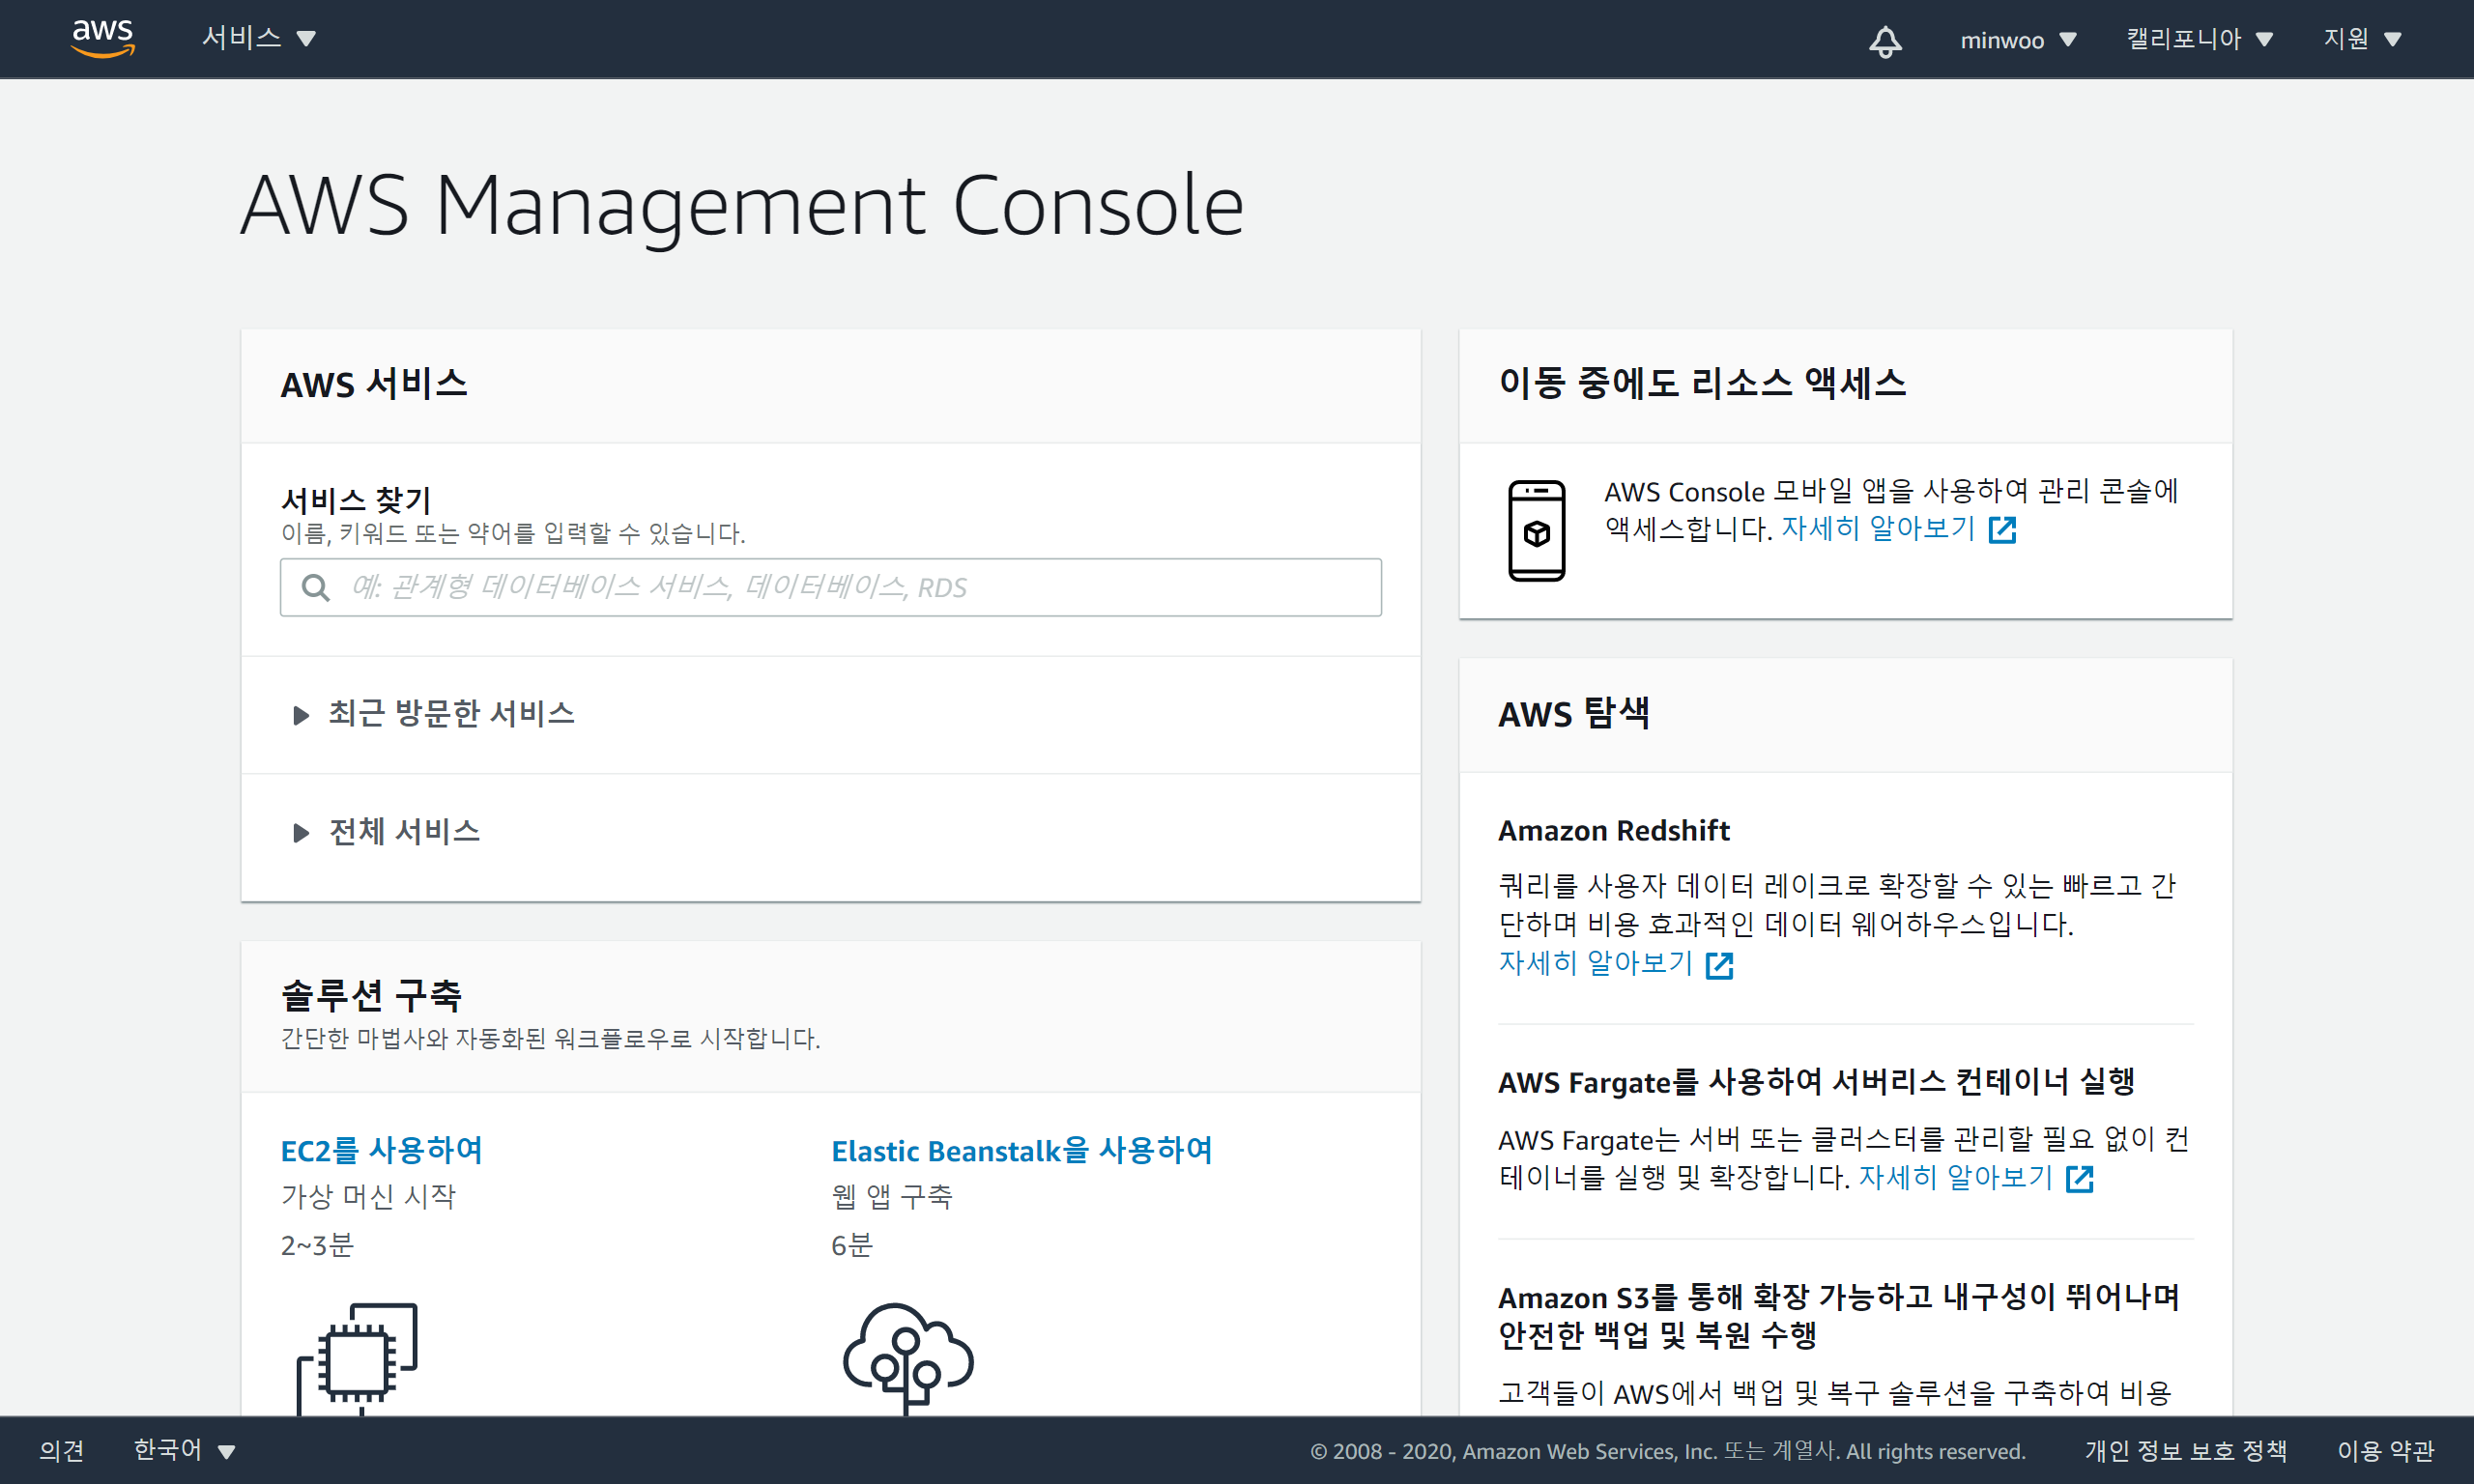 aws
서비스
minwoo
캘리포니아
지원
AWS Management Console
AWS 서비스
서비스 찾기
이름, 키워드 또는 약어를 입력할 수 있습니다.
예: 관계형 데이터베이스 서비스, 데이터베이스, RDS
최근 방문한 서비스
전체 서비스
솔루션 구축
간단한 마법사와 자동화된 워크플로우로 시작합니다.
EC2를 사용하여
가상 머신 시작
2~3분
Elastic Beanstalk을 사용하여
웹 앱 구축
6분
이동 중에도 리소스 액세스
AWS Console 모바일 앱을 사용하여 관리 콘솔에
액세스합니다. 자세히 알아보기
AWS 탐색
Amazon Redshift
쿼리를 사용자 데이터 레이크로 확장할 수 있는 빠르고 간
단하며 비용 효과적인 데이터 웨어하우스입니다.
자세히 알아보기
AWS Fargate를 사용하여 서버리스 컨테이너 실행
AWS Fargate는 서버 또는 클러스터를 관리할 필요 없이 컨
테이너를 실행 및 확장합니다. 자세히 알아보기
Amazon S3를 통해 확장 가능하고 내구성이 뛰어나며
안전한 백업 및 복원 수행
고객들이 AWS에서 백업 및 복구 솔루션을 구축하여 비용
의견
한국어
© 2008 - 2020, Amazon Web Services, Inc. 또는 계열사. All rights reserved.
개인 정보 보호 정책
이용 약관